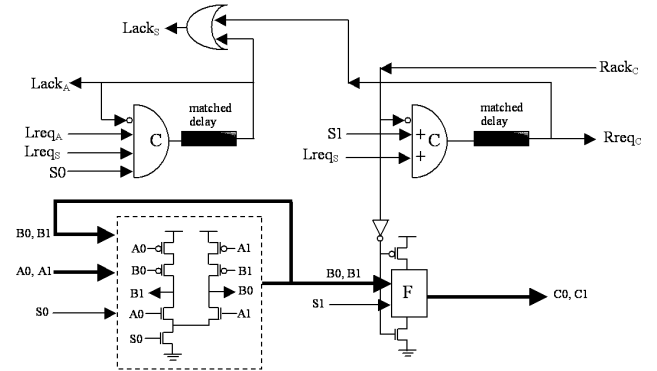 LackS
LackA
RackC
matched delay
matched delay
LreqA
C
LreqS
S0
S1
+
C
+
LreqS
RreqC
B0, B1
A0, A1
S0
A0
A1
B0
B1
B1
B0
A0
A1
S0
B0, B1
F
S1
C0, C1